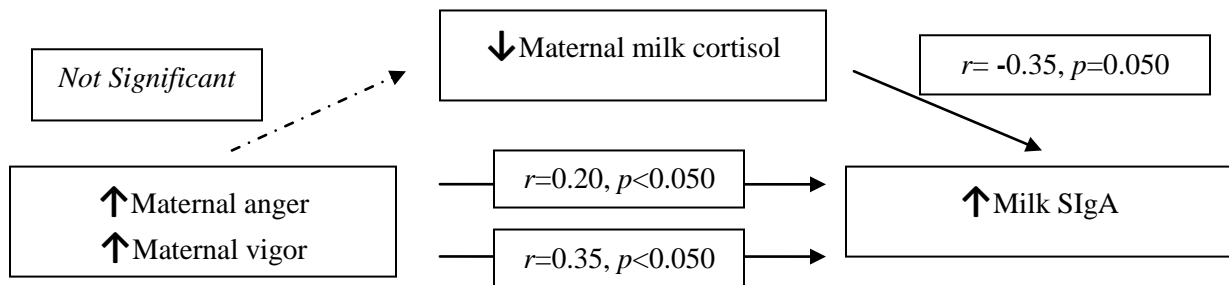 ↓Maternal milk cortisol
Not Significant
r= -0.35, p=0.050
↑Maternal anger
↑Maternal vigor
r=0.20, p<0.050
r=0.35, p<0.050
↑Milk SIgA